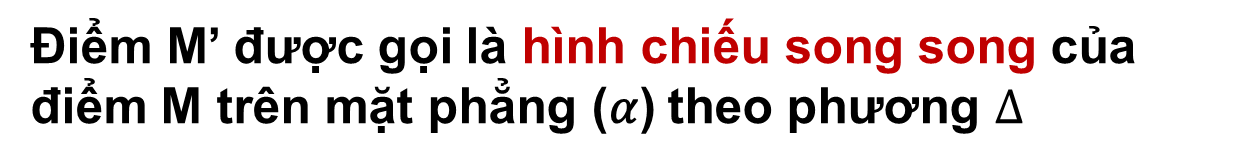 Điểm M’ được gọi là hình chiếu song song của
điểm M trên mặt phẳng (𝜶) theo phương Δ